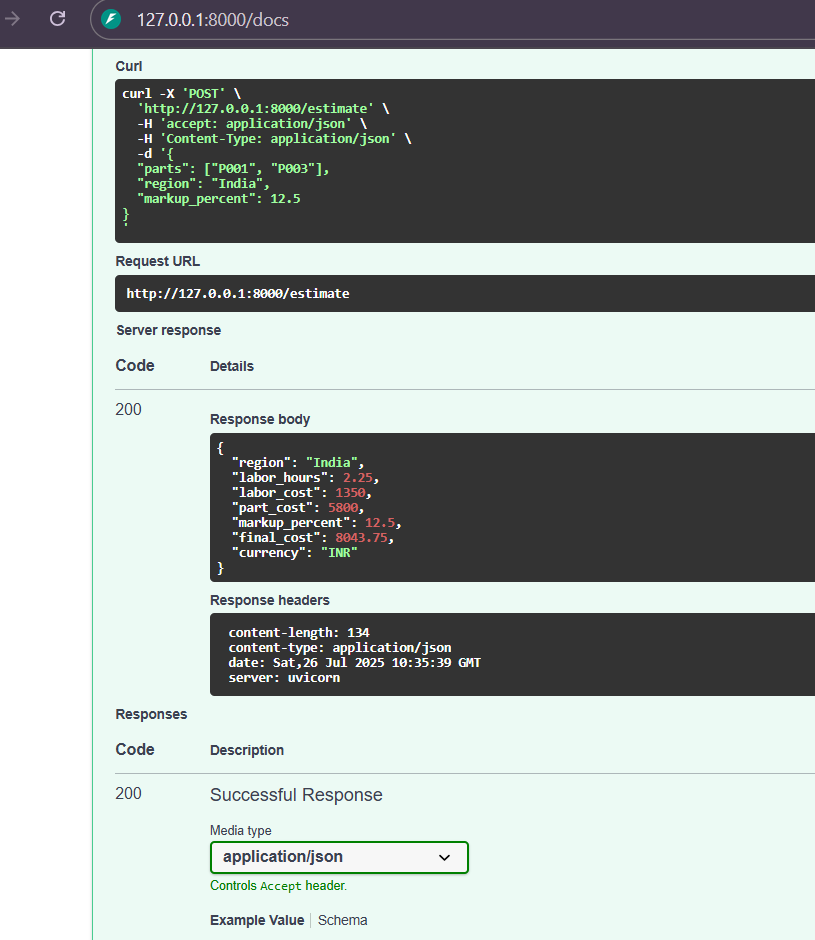 127.0.0.1:8000/docs
Curl
curl -X 'POST' \
  'http://127.0.0.1:8000/estimate' \
  -H 'accept: application/json' \
  -H 'Content-Type: application/json' \
  -d '{
  "parts": ["P001", "P003"],
  "region": "India",
  "markup_percent": 12.5
}
'
Request URL
http://127.0.0.1:8000/estimate
Server response
Code Details
200
Response body
{
  "region": "India",
  "labor_hours": 2.25,
  "labor_cost": 1350,
  "part_cost": 5800,
  "markup_percent": 12.5,
  "final_cost": 8043.75,
  "currency": "INR"
}
Response headers
content-length: 134
content-type: application/json
date: Sat,26 Jul 2025 10:35:39 GMT
server: uvicorn
Responses
Code Description
200 Successful Response
Media type
application/json
Controls Accept header.
Example Value Schema